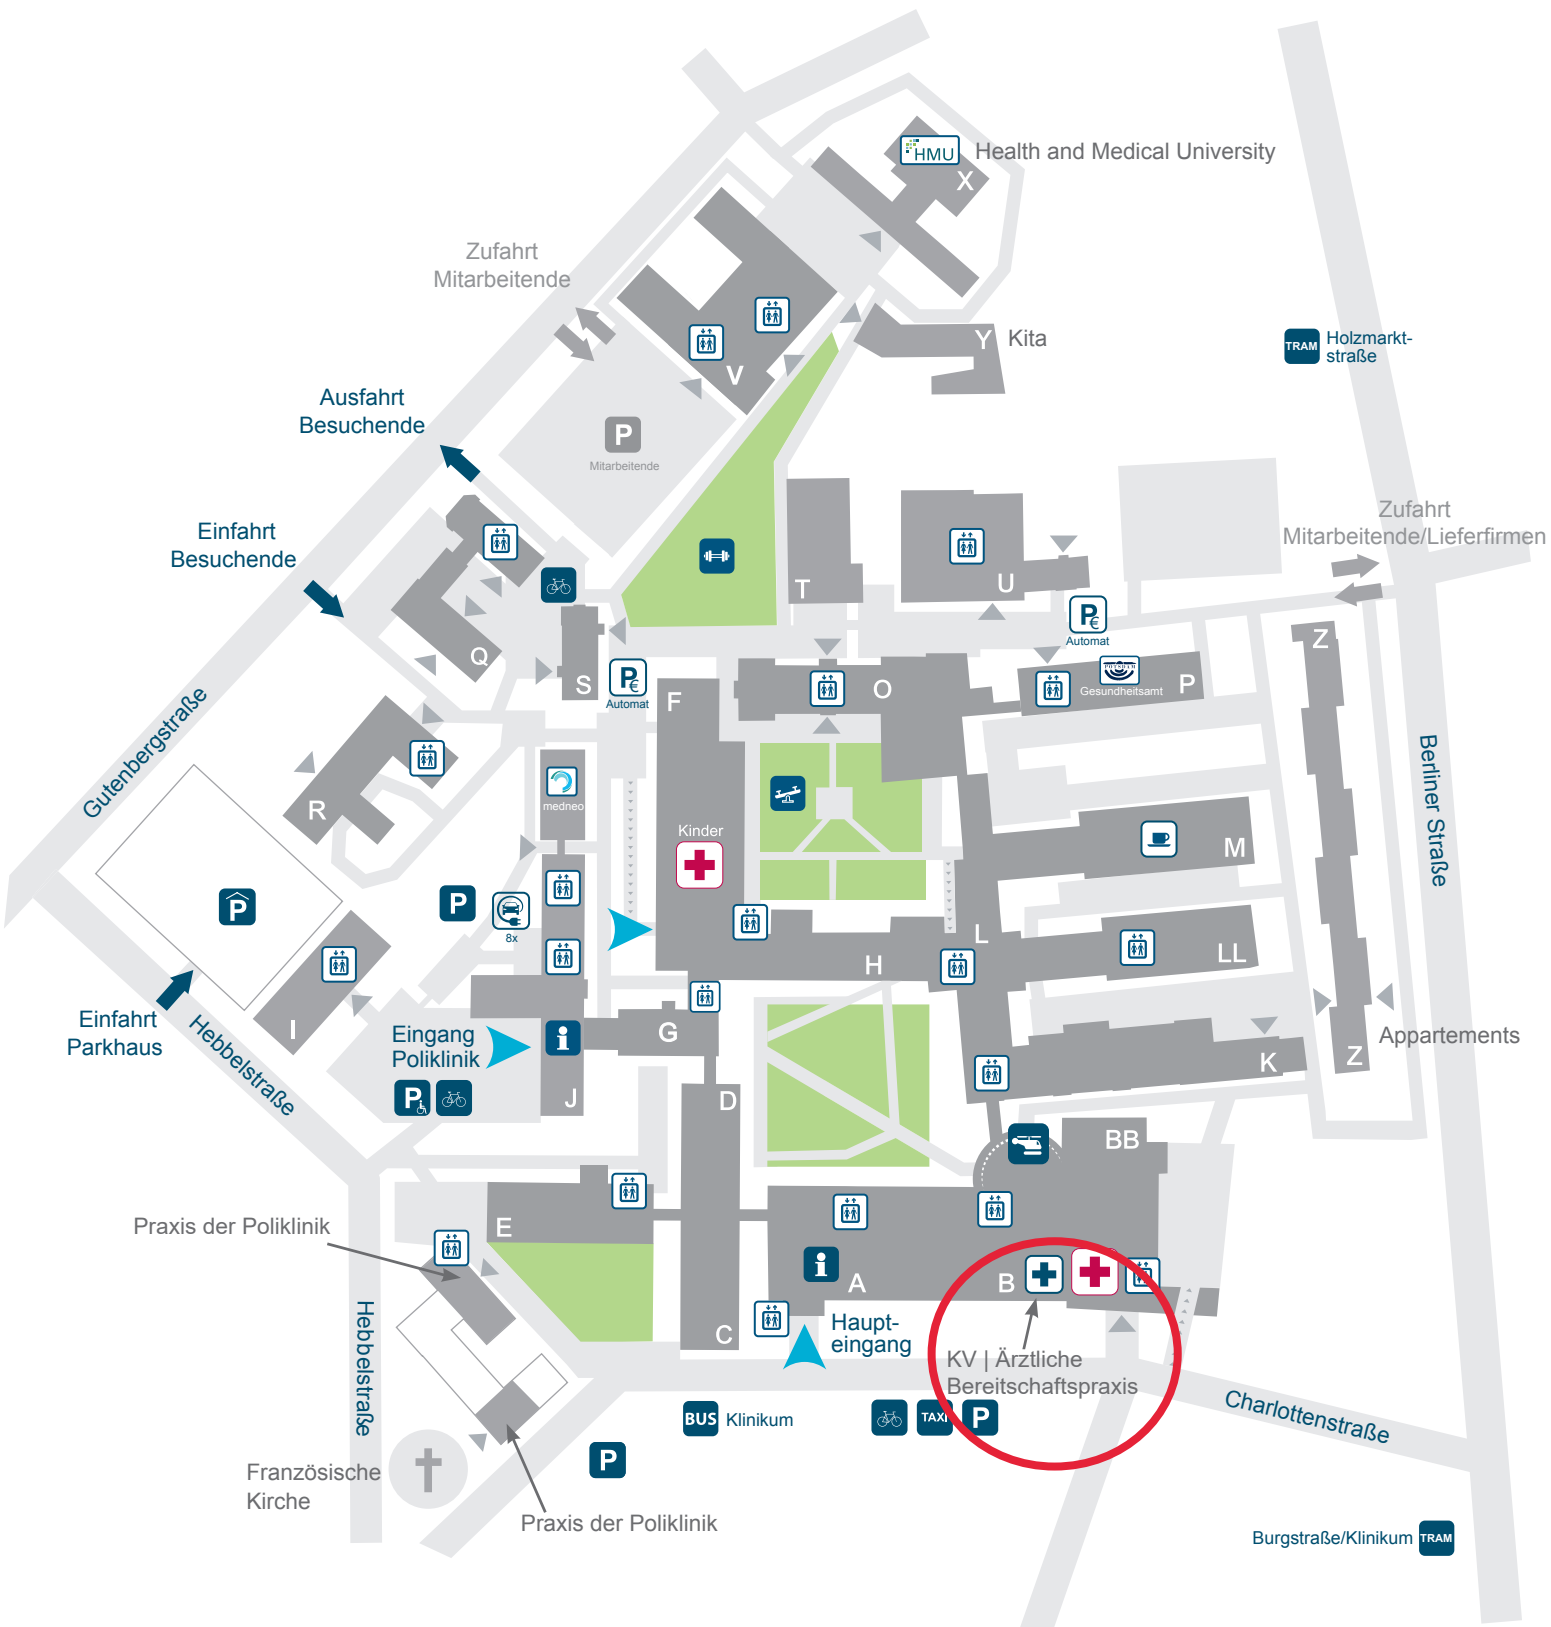 HMU
Health and Medical University
X
Zufahrt
Mitarbeitende
Y
Kita
TRAM
Holzmarkt-
straße
V
Ausfahrt
Besuchende
P
Mitarbeitende
Einfahrt
Besuchende
Zufahrt
Mitarbeitende/Lieferfirmen
T
U
P€
Automat
Q
S
P€
Automat
F
O
POTSDAM
Gesundheitsamt
P
Z
Gutenbergstraße
Berliner Straße
R
medneo
Kinder
M
P
P
8x
L
H
LL
Einfahrt
Parkhaus
I
Eingang
Poliklinik
i
G
K
Z
Appartements
Hebbelstraße
P
J
D
BB
Praxis der Poliklinik
E
i
A
B
C
Haupt-
eingang
KV | Ärztliche
Bereitschaftspraxis
Hebbelstraße
BUS
Klinikum
TAXI
P
Charlottenstraße
P
Französische
Kirche
Praxis der Poliklinik
Burgstraße/Klinikum
TRAM